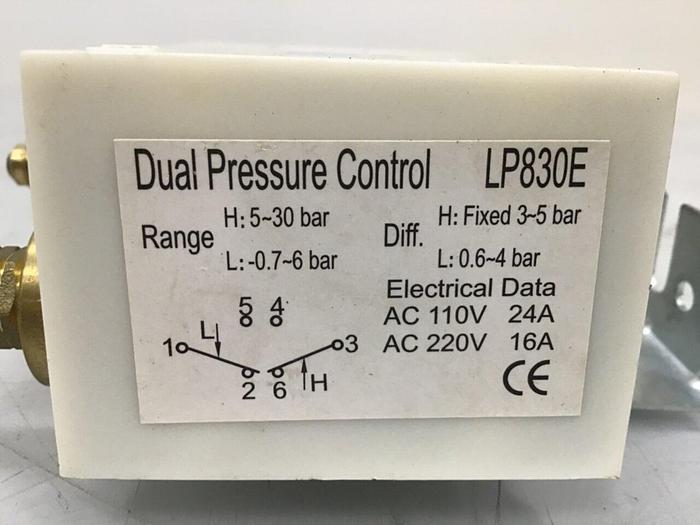 Dual Pressure Control LP830E
Range H: 5~30 bar Diff. H: Fixed 3~5 bar
L: -0.7~6 bar L: 0.6~4 bar
Electrical Data
AC 110V 24A
AC 220V 16A
CE
5 4
L
1 3
2 6 H